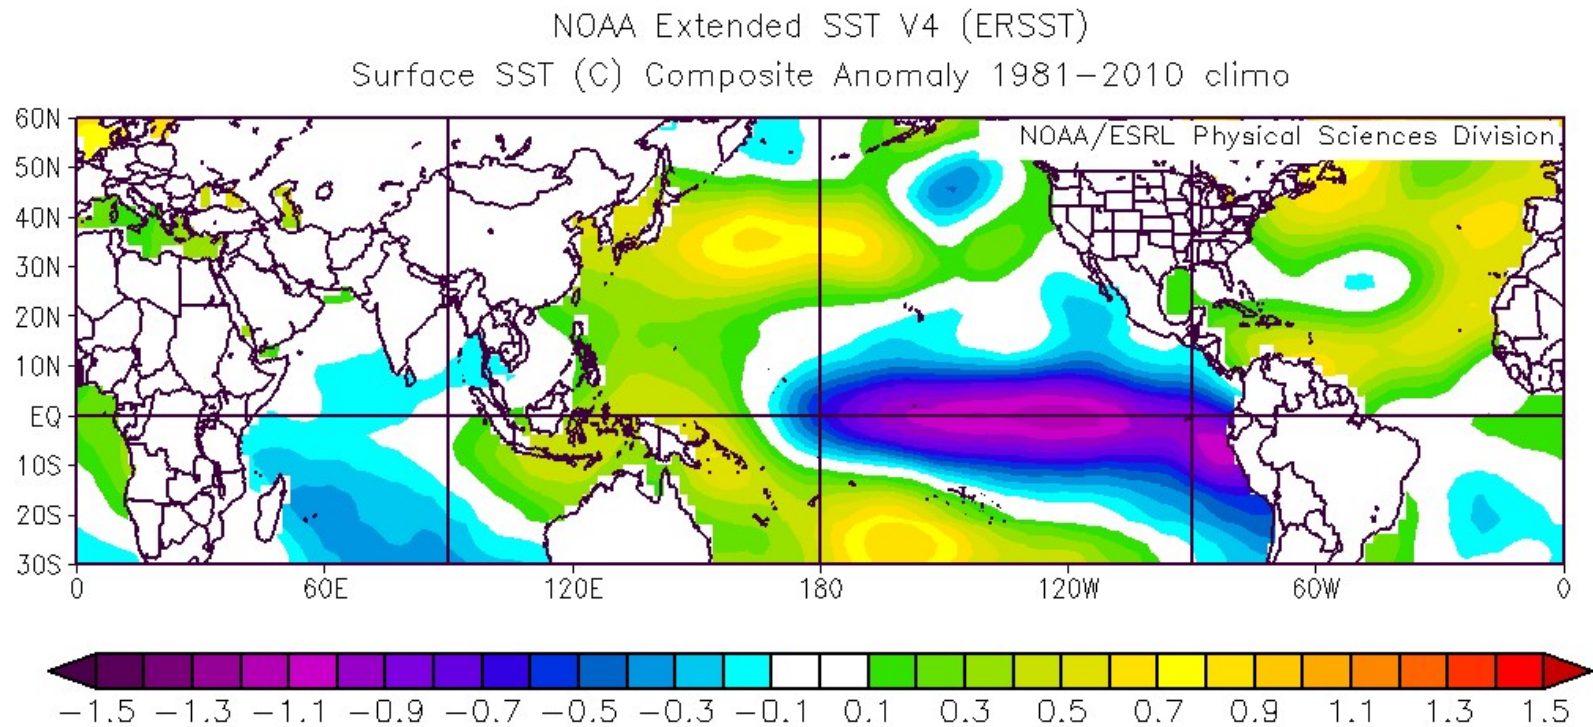 NOAA Extended SST V4 (ERSST)
Surface SST (C) Composite Anomaly 1981-2010 climo
NOAA/ESRL Physical Sciences Division
60N
50N
40N
30N
20N
10N
EQ
10S
20S
30S
0 60E 120E 180 120W 60W 0
-1.5 -1.3 -1.1 -0.9 -0.7 -0.5 -0.3 -0.1 0.1 0.3 0.5 0.7 0.9 1.1 1.3 1.5